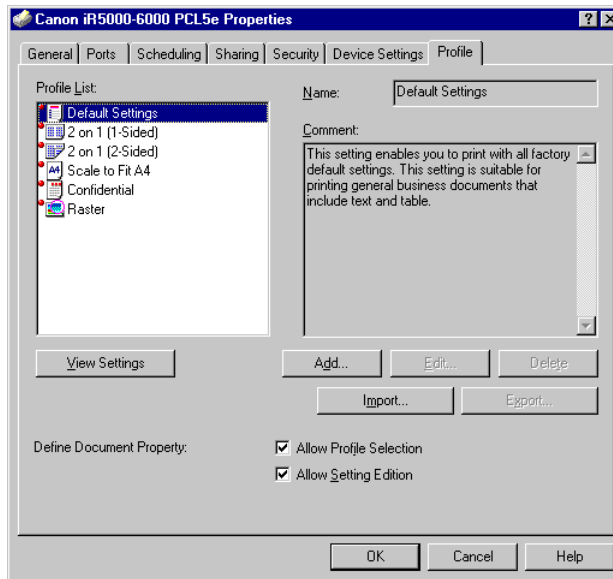 Canon iR5000-6000 PCL5e Properties
General Ports Scheduling Sharing Security Device Settings Profile
Profile List:
Default Settings
2 on 1 (1-Sided)
2 on 1 (2-Sided)
A4 Scale to Fit A4
Confidential
Raster
Name: Default Settings
Comment:
This setting enables you to print with all factory
default settings. This setting is suitable for
printing general business documents that
include text and table.
View Settings Add... Edit... Delete
Import... Export...
Define Document Property: Allow Profile Selection
Allow Setting Edition
OK Cancel Help